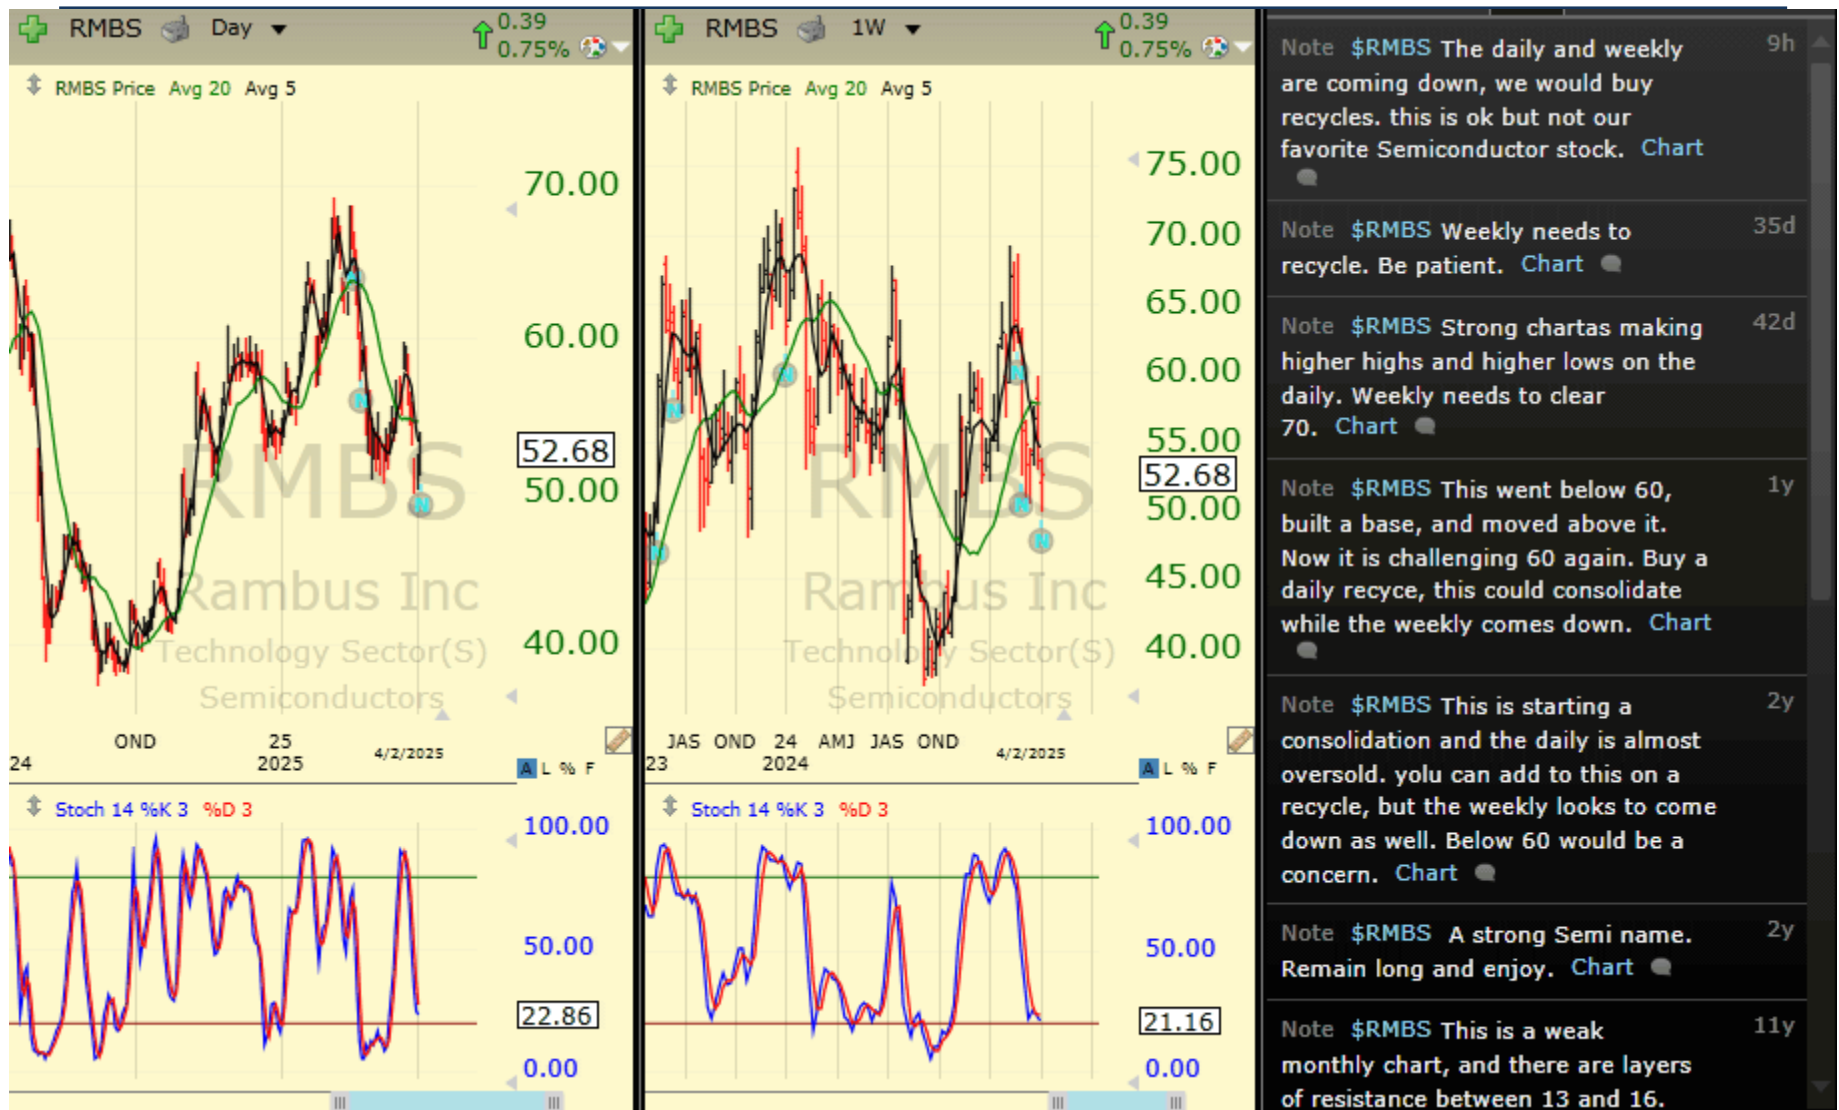 RMBS Day 0.39
0.75%
RMBS Price Avg 20 Avg 5
70.00
60.00
52.68
50.00
40.00
RMBS
Rambus Inc
Technology Sector(S)
Semiconductors
OND 25 4/2/2025
24 2025
A L % F
Stoch 14 %K 3 %D 3
100.00
50.00
22.86
0.00
N
N
N
N
RMBS 1W 0.39
0.75%
RMBS Price Avg 20 Avg 5
75.00
70.00
65.00
60.00
55.00
52.68
50.00
45.00
40.00
RMBS
Rambus Inc
Technology Sector(S)
Semiconductors
JAS OND 24 AMJ JAS OND 4/2/2025
23 2024
A L % F
Stoch 14 %K 3 %D 3
100.00
50.00
21.16
0.00
N
N
N
N
N
N
Note $RMBS The daily and weekly 9h
are coming down, we would buy
recycles. this is ok but not our
favorite Semiconductor stock. Chart
Note $RMBS Weekly needs to 35d
recycle. Be patient. Chart
Note $RMBS Strong chartas making 42d
higher highs and higher lows on the
daily. Weekly needs to clear
70. Chart
Note $RMBS This went below 60, 1y
built a base, and moved above it.
Now it is challenging 60 again. Buy a
daily recyce, this could consolidate
while the weekly comes down. Chart
Note $RMBS This is starting a 2y
consolidation and the daily is almost
oversold. yolu can add to this on a
recycle, but the weekly looks to come
down as well. Below 60 would be a
concern. Chart
Note $RMBS A strong Semi name. 2y
Remain long and enjoy. Chart
Note $RMBS This is a weak 11y
monthly chart, and there are layers
of resistance between 13 and 16.